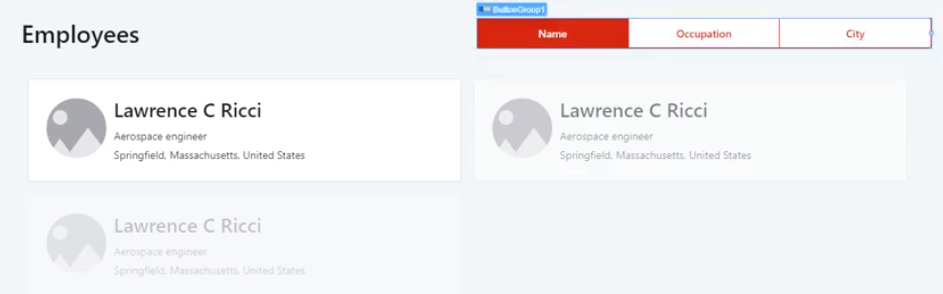 ButtonGroup1
Employees
Name Occupation City
Lawrence C Ricci
Aerospace engineer
Springfield, Massachusetts, United States
Lawrence C Ricci
Aerospace engineer
Springfield, Massachusetts, United States
Lawrence C Ricci
Aerospace engineer
Springfield, Massachusetts, United States